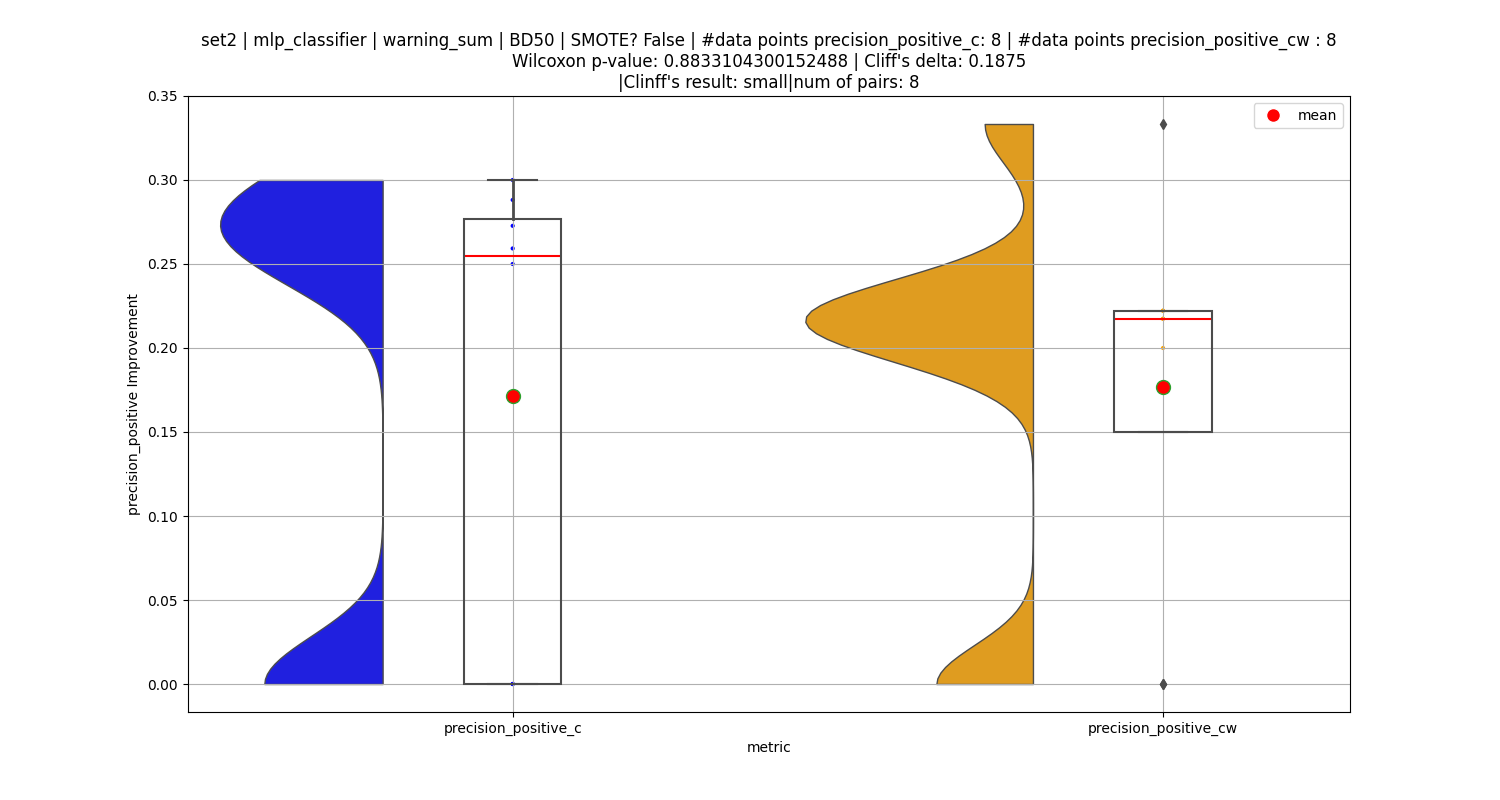 set2 | mlp_classifier | warning_sum | BD50 | SMOTE? False | #data points precision_positive_c: 8 | #data points precision_positive_cw : 8
Wilcoxon p-value: 0.8833104300152488 | Cliff's delta: 0.1875
|Clinff's result: small|num of pairs: 8
mean
0.35
0.30
0.25
0.20
0.15
0.10
0.05
0.00
precision_positive Improvement
precision_positive_c
precision_positive_cw
metric